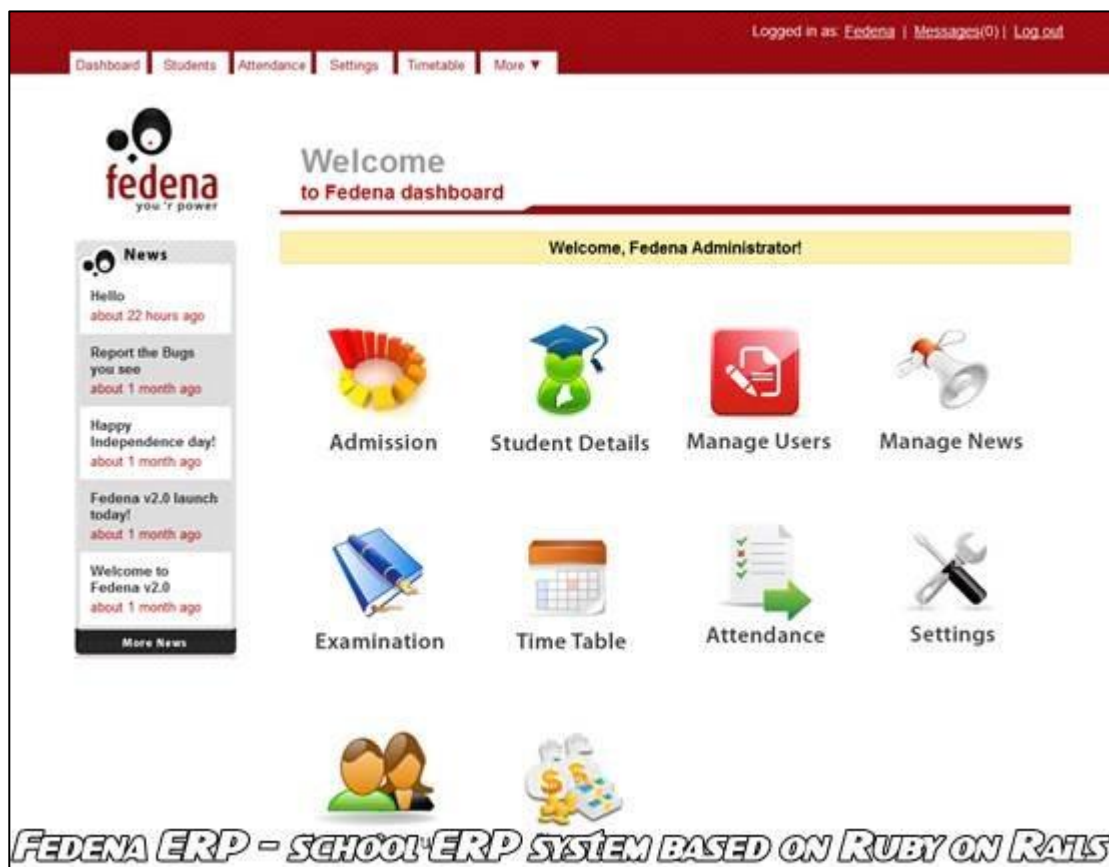 Logged in as: Fedena | Messages(0) | Log out
Dashboard Students Attendance Settings Timetable More ▼
fedena
you 'r power
Welcome
to Fedena dashboard
Welcome, Fedena Administrator!
News
Hello
about 22 hours ago
Report the Bugs
you see
about 1 month ago
Happy
Independence day!
about 1 month ago
Fedena v2.0 launch
today!
about 1 month ago
Welcome to
Fedena v2.0
about 1 month ago
More News
Admission Student Details Manage Users Manage News
Examination Time Table Attendance Settings
FEDENA ERP - SCHOOL ERP SYSTEM BASED ON RUBY ON RAILS